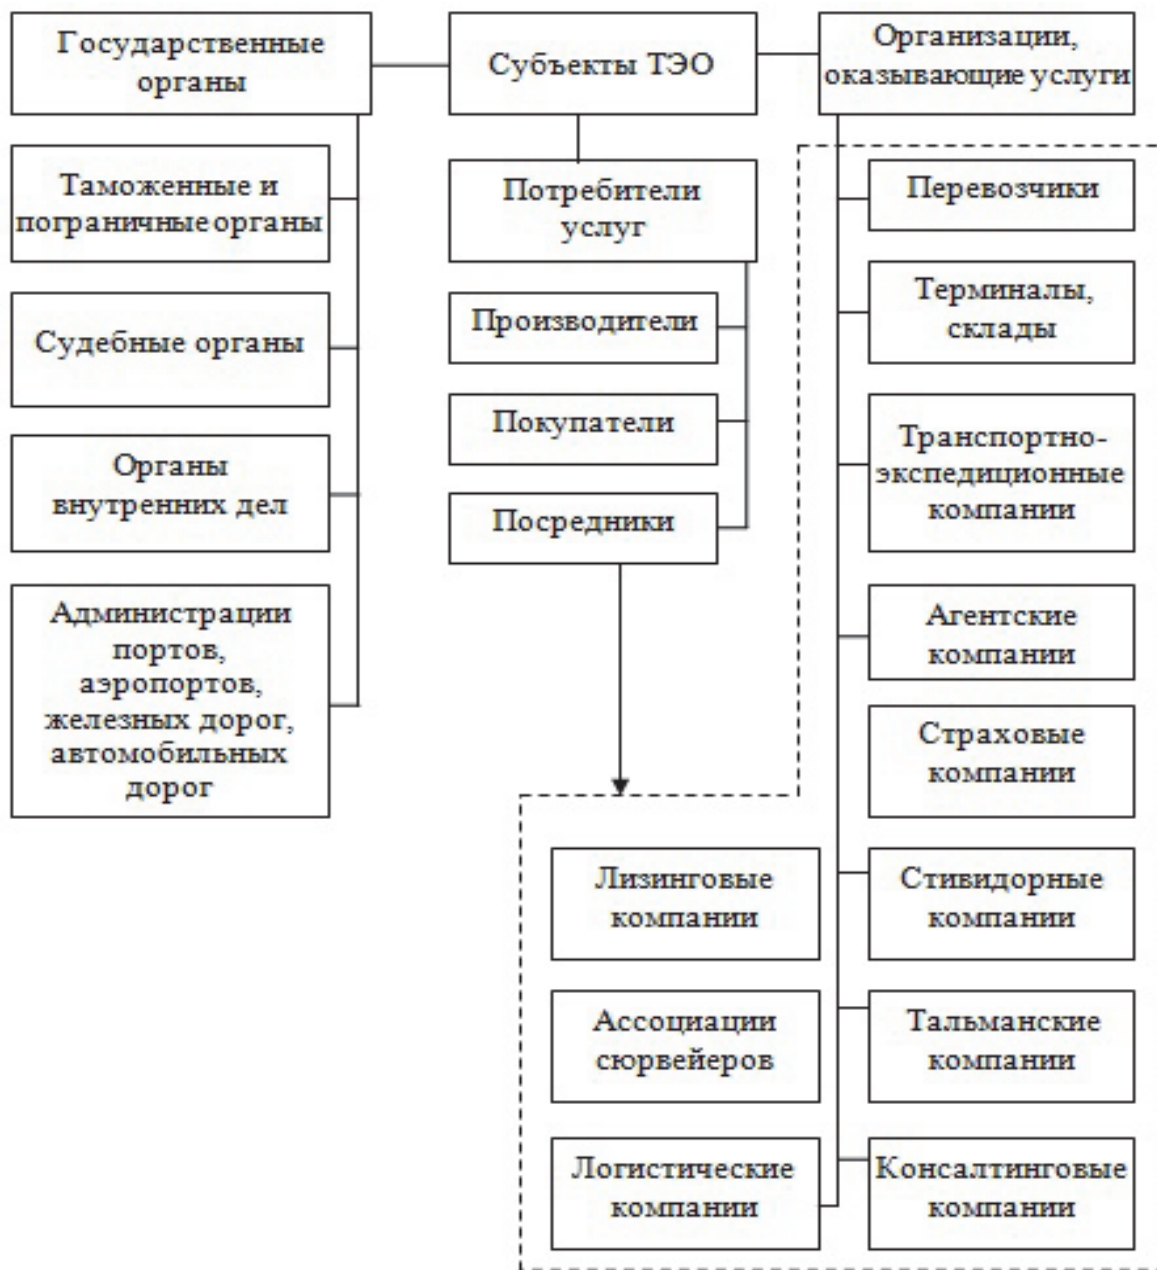 Государственные
органы
Субъекты ТЭО
Организации,
оказывающие услуги
Таможенные и
пограничные органы
Судебные органы
Органы
внутренних дел
Администрации
портов,
аэропортов,
железных дорог,
автомобильных
дорог
Потребители
услуг
Производители
Покупатели
Посредники
Перевозчики
Терминалы,
склады
Транспортно-
экспедиционные
компании
Агентские
компании
Страховые
компании
Лизинговые
компании
Стивидорные
компании
Ассоциации
сюрвейеров
Тальманские
компании
Логистические
компании
Консалтинговые
компании